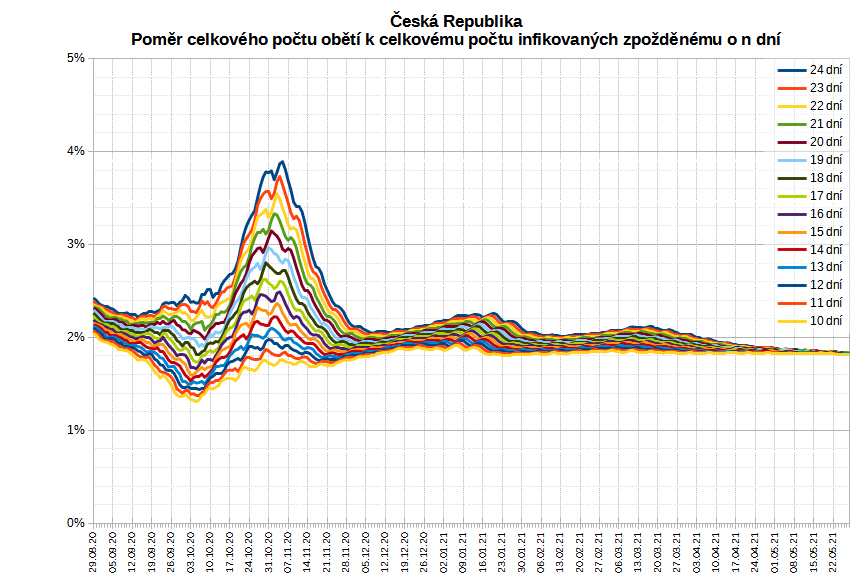 Česká Republika
Poměr celkového počtu obětí k celkovému počtu infikovaných zpožděnému o n dní
5%
4%
3%
2%
1%
0%
24 dní
23 dní
22 dní
21 dní
20 dní
19 dní
18 dní
17 dní
16 dní
15 dní
14 dní
13 dní
12 dní
11 dní
10 dní
29.08.20
05.09.20
12.09.20
19.09.20
26.09.20
03.10.20
10.10.20
17.10.20
24.10.20
31.10.20
07.11.20
14.11.20
21.11.20
28.11.20
05.12.20
12.12.20
19.12.20
26.12.20
02.01.21
09.01.21
16.01.21
23.01.21
30.01.21
06.02.21
13.02.21
20.02.21
27.02.21
06.03.21
13.03.21
20.03.21
27.03.21
03.04.21
10.04.21
17.04.21
24.04.21
01.05.21
08.05.21
15.05.21
22.05.21